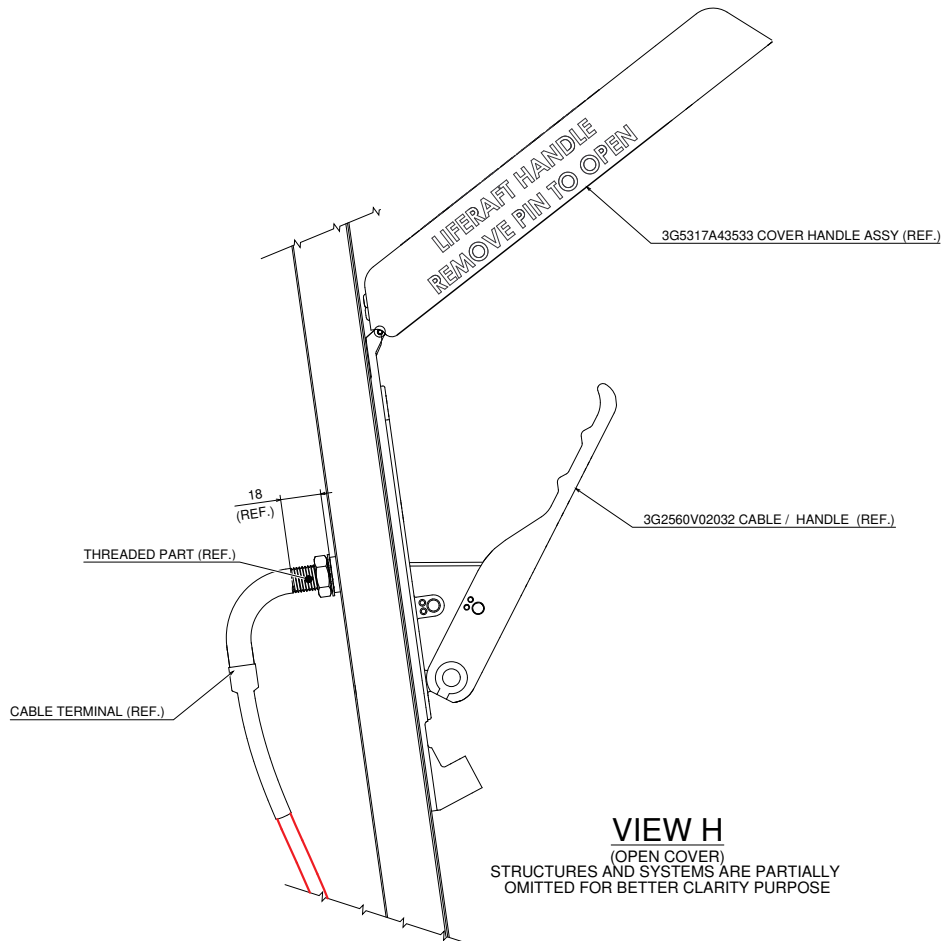 LIFERAFT HANDLE
REMOVE PIN TO OPEN
3G5317A43533 COVER HANDLE ASSY (REF.)
18
(REF.)
3G2560V02032 CABLE / HANDLE (REF.)
THREADED PART (REF.)
CABLE TERMINAL (REF.)
VIEW H
(OPEN COVER)
STRUCTURES AND SYSTEMS ARE PARTIALLY
OMITTED FOR BETTER CLARITY PURPOSE